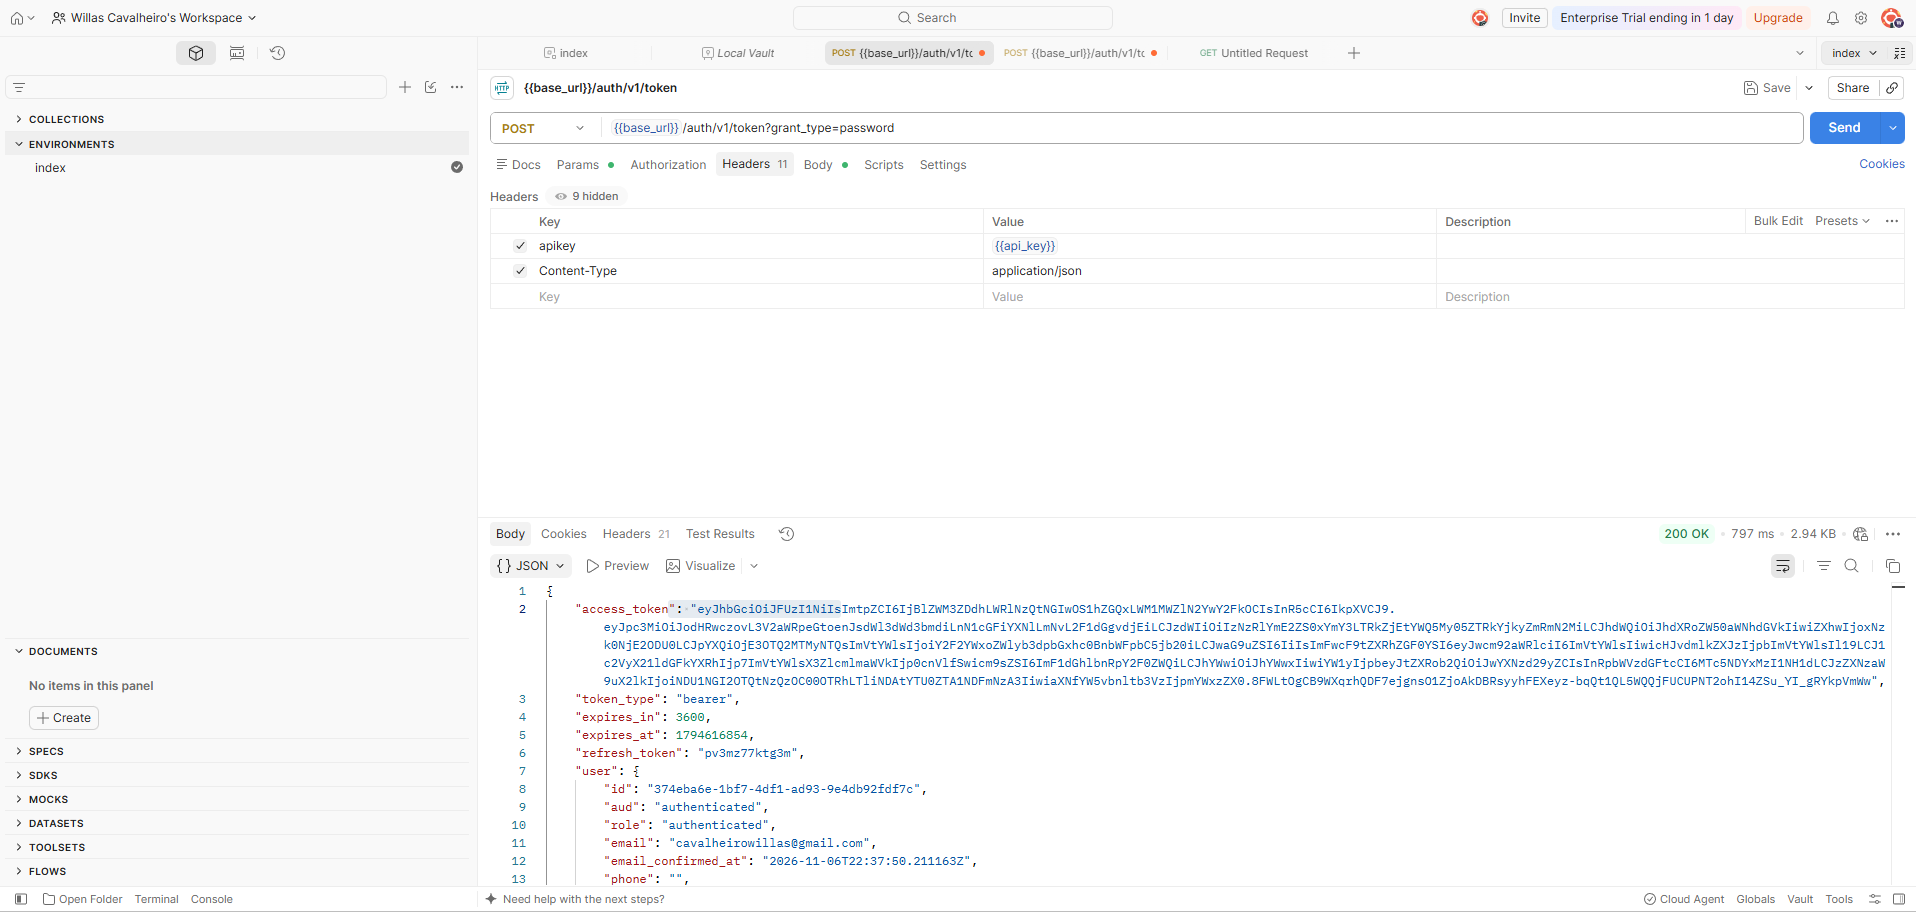 Willas Cavalheiro's Workspace
Search
Invite
Enterprise Trial ending in 1 day
Upgrade
index
Local Vault
POST {{base_url}}/auth/v1/tc
POST {{base_url}}/auth/v1/tc
GET Untitled Request
index
COLLECTIONS
ENVIRONMENTS
index
HTTP
{{base_url}}/auth/v1/token
Save
Share
POST
{{base_url}} /auth/v1/token?grant_type=password
Send
Docs
Params
Authorization
Headers 11
Body
Scripts
Settings
Cookies
Headers
9 hidden
Key
Value
Description
Bulk Edit
Presets
apikey
{{api_key}}
Content-Type
application/json
Key
Value
Description
Body
Cookies
Headers 21
Test Results
200 OK
797 ms
2.94 KB
{} JSON
Preview
Visualize
1 {
2 "access_token": "eyJhbGciOiJFUzI1NiIsImtpZCI6IjBlZWM3ZDdhLWRlNzQtNGIwOS1hZGQxLWM1MWZlN2YwY2FkOCIsInR5cCI6IkpXVCJ9.
3 "token_type": "bearer",
4 "expires_in": 3600,
5 "expires_at": 1794616854,
6 "refresh_token": "pv3mz77ktg3m",
7 "user": {
8 "id": "374eba6e-1bf7-4df1-ad93-9e4db92fdf7c",
9 "aud": "authenticated",
10 "role": "authenticated",
11 "email": "cavalheirowillas@gmail.com",
12 "email_confirmed_at": "2026-11-06T22:37:50.211163Z",
13 "phone": "",
DOCUMENTS
No items in this panel
Create
SPECS
SDKS
MOCKS
DATASETS
TOOLSETS
FLOWS
Open Folder
Terminal
Console
Need help with the next steps?
Cloud Agent
Globals
Vault
Tools